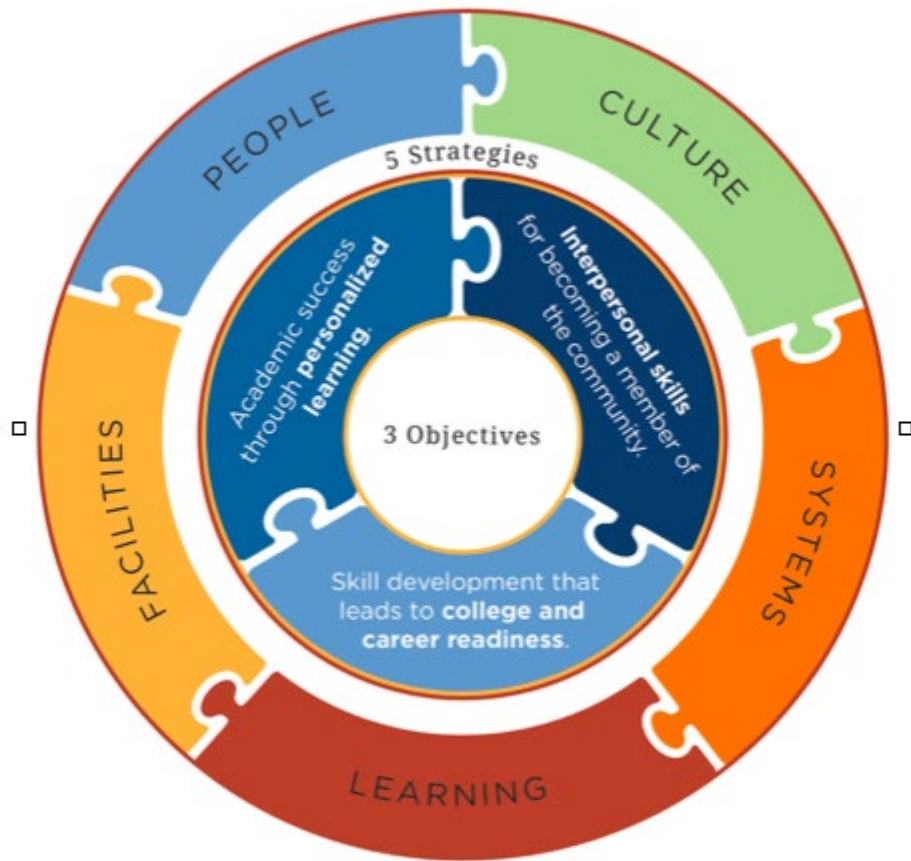 PEOPLE
CULTURE
5 Strategies
Academic success
through personalized
learning.
Interpersonal skills
for becoming a member of
the community.
3 Objectives
FACILITIES
SYSTEMS
Skill development that
leads to college and
career readiness.
LEARNING